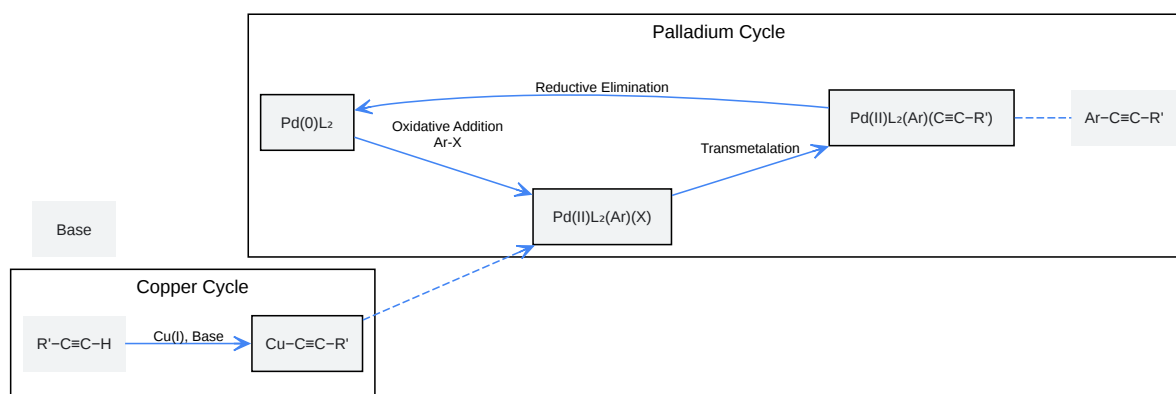 Palladium Cycle
Reductive Elimination
Pd(0)L₂
Oxidative Addition
Ar-X
Pd(II)L₂(Ar)(C≡C−R')
Ar−C≡C−R'
Transmetalation
Pd(II)L₂(Ar)(X)
Base
Copper Cycle
R'−C≡C−H
Cu(I), Base
Cu−C≡C−R'